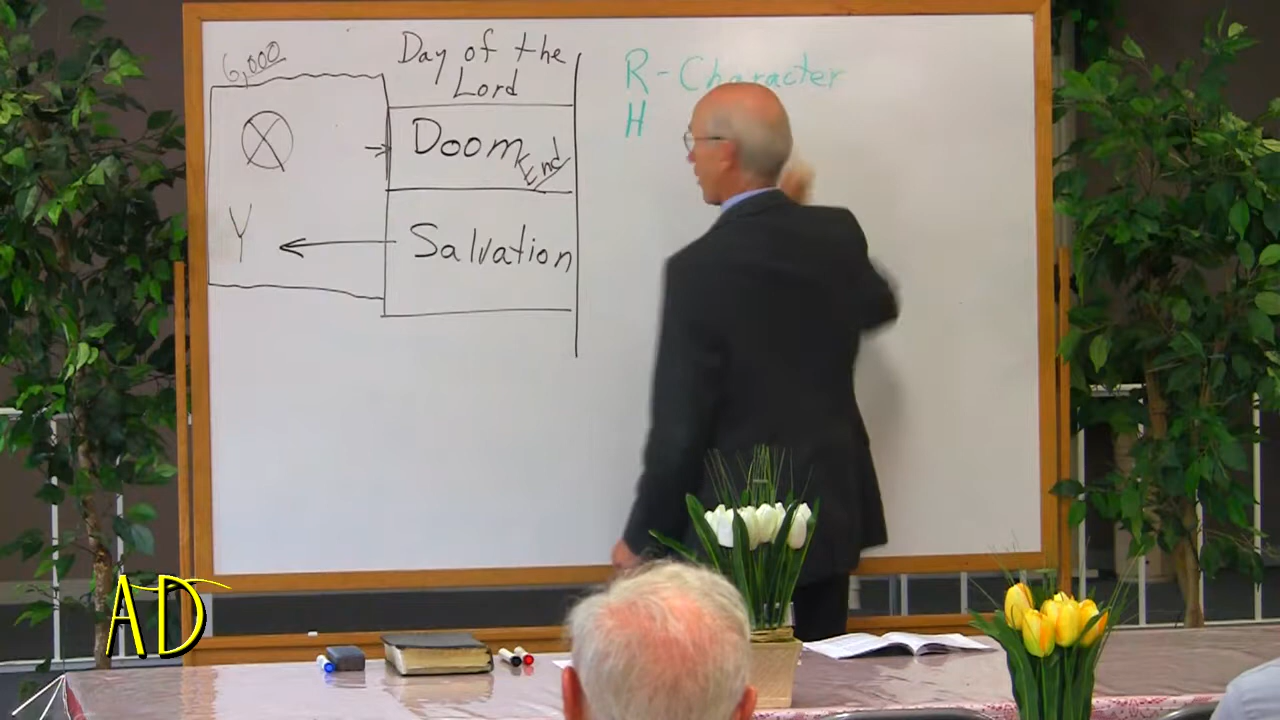 6,000
Day of the
Lord
Doom End
Y
Salvation
R - Character
H
AD